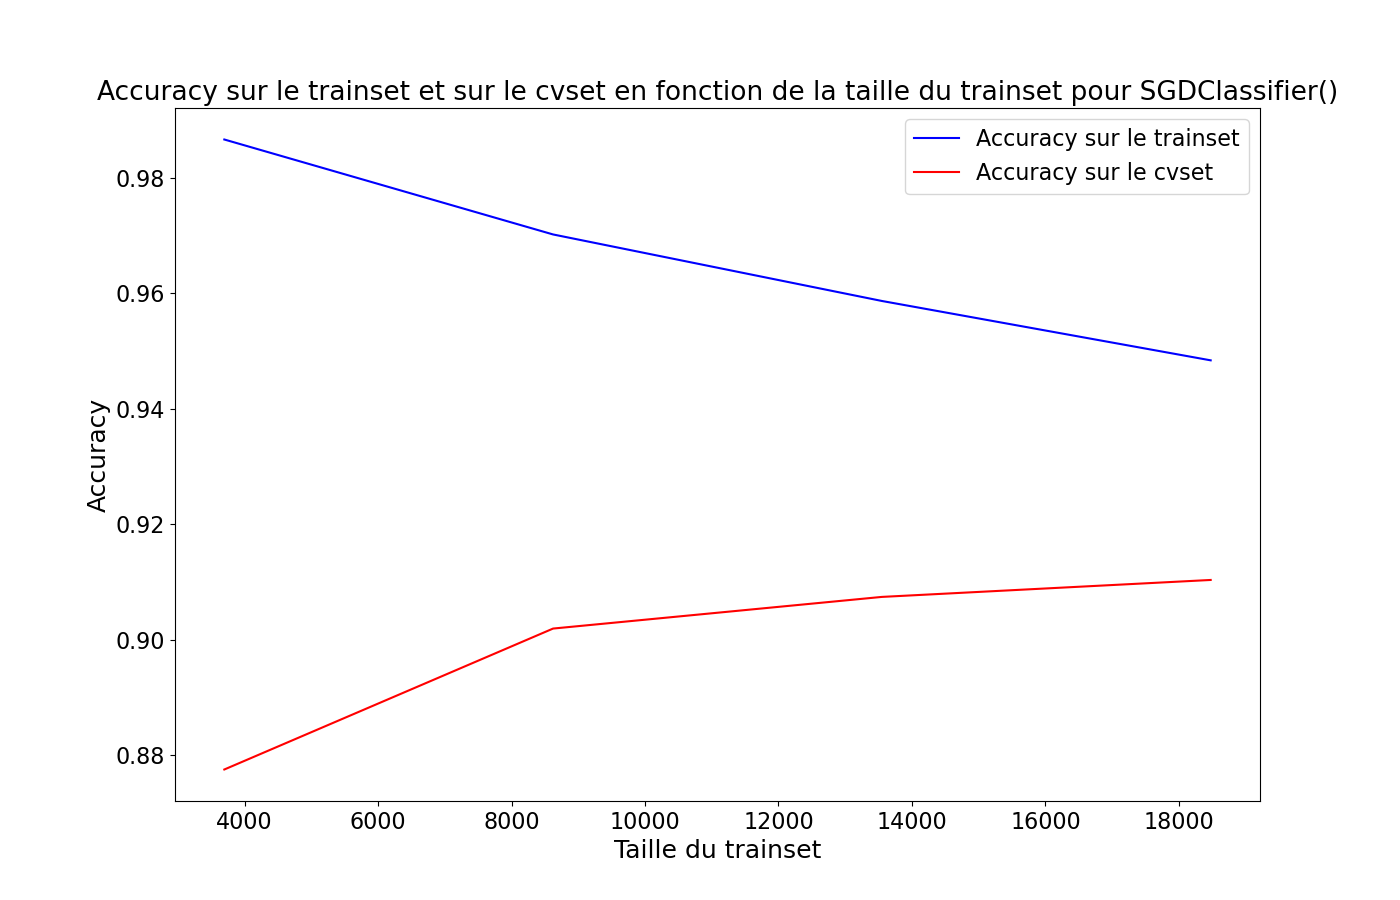 Accuracy sur le trainset et sur le cvset en fonction de la taille du trainset pour SGDClassifier()
Accuracy sur le trainset
Accuracy sur le cvset
0.98
0.96
0.94
0.92
0.90
0.88
Accuracy
4000 6000 8000 10000 12000 14000 16000 18000
Taille du trainset